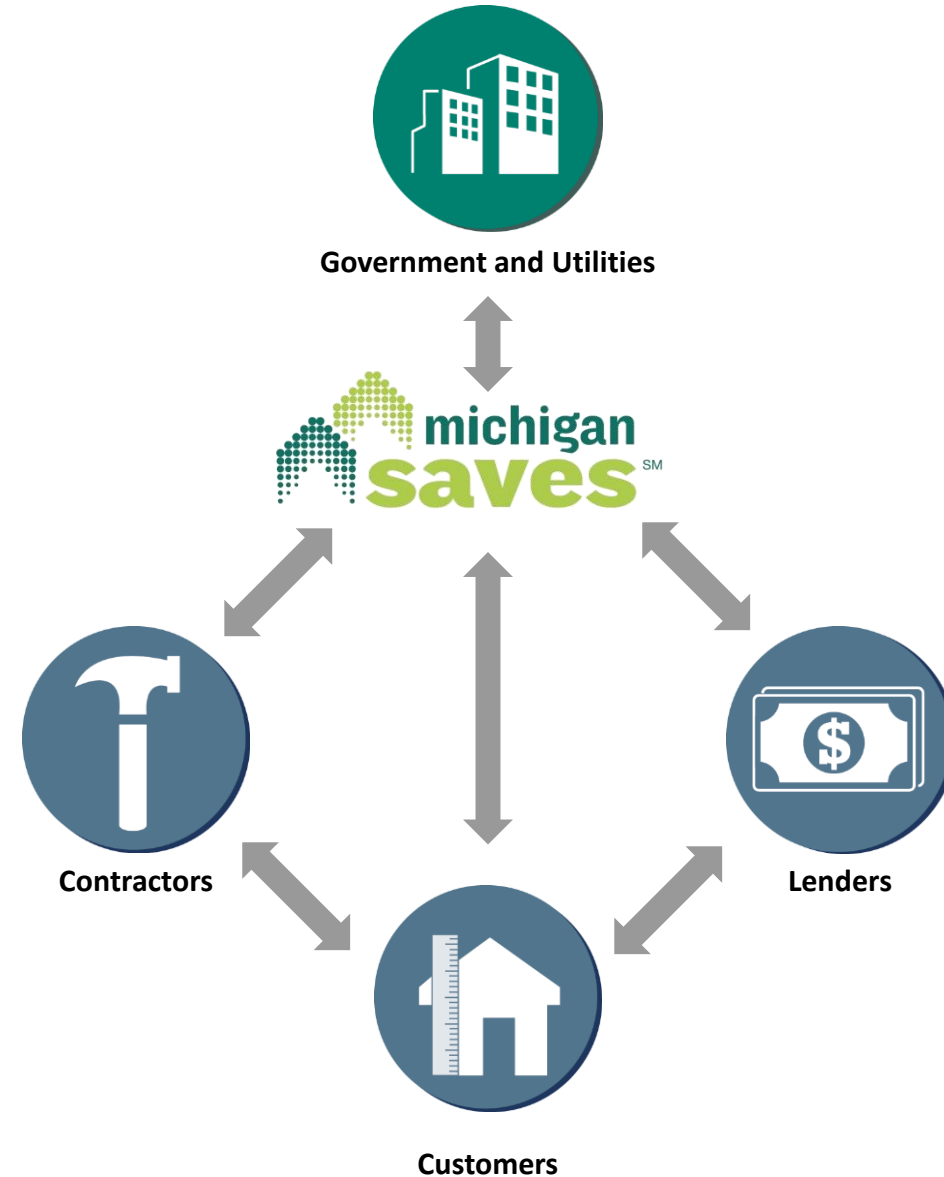 Government and Utilities
michigan
saves SM
$
Contractors
Lenders
Customers